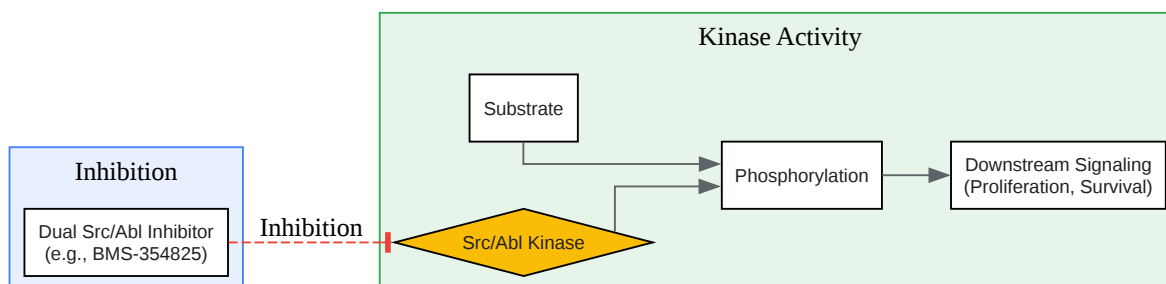 Kinase Activity
Substrate
Phosphorylation
Downstream Signaling
(Proliferation, Survival)
Inhibition
Dual Src/Abl Inhibitor
(e.g., BMS-354825)
Inhibition
Src/Abl Kinase